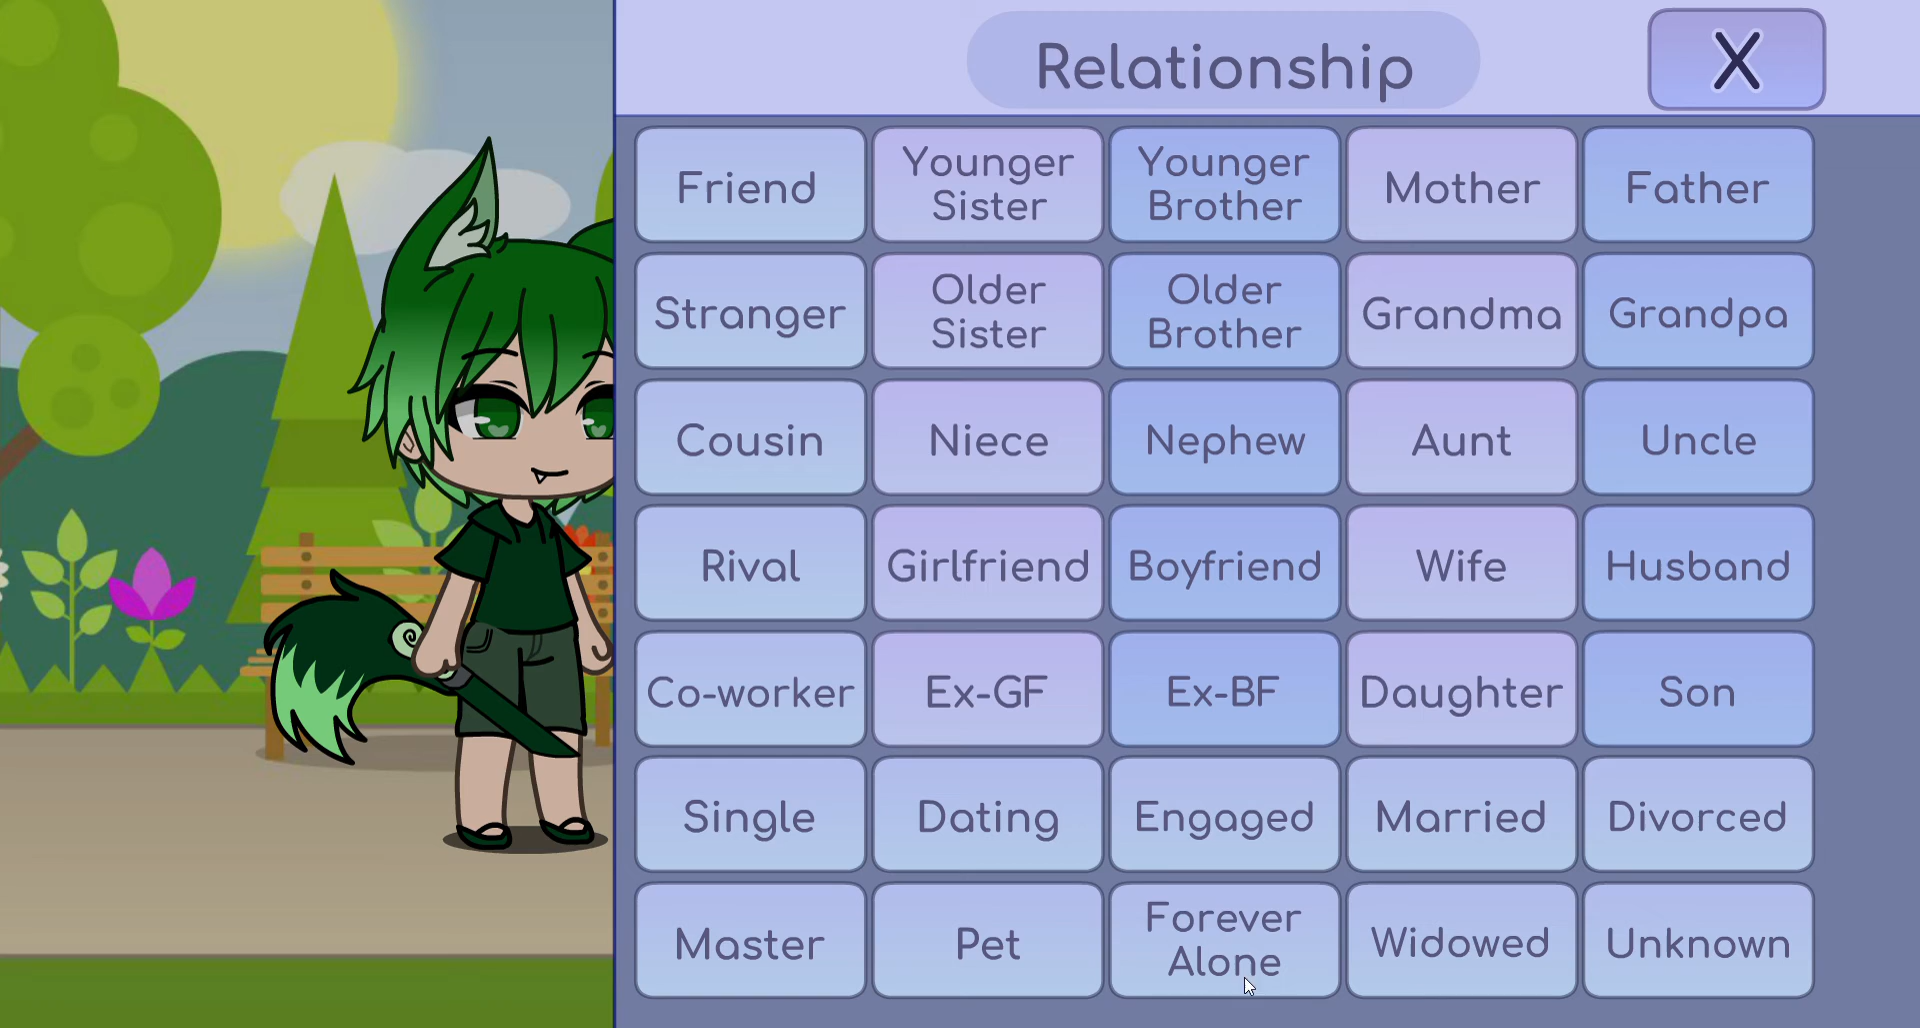 Relationship
X
Friend
Younger
Sister
Younger
Brother
Mother
Father
Stranger
Older
Sister
Older
Brother
Grandma
Grandpa
Cousin
Niece
Nephew
Aunt
Uncle
Rival
Girlfriend
Boyfriend
Wife
Husband
Co-worker
Ex-GF
Ex-BF
Daughter
Son
Single
Dating
Engaged
Married
Divorced
Master
Pet
Forever
Alone
Widowed
Unknown